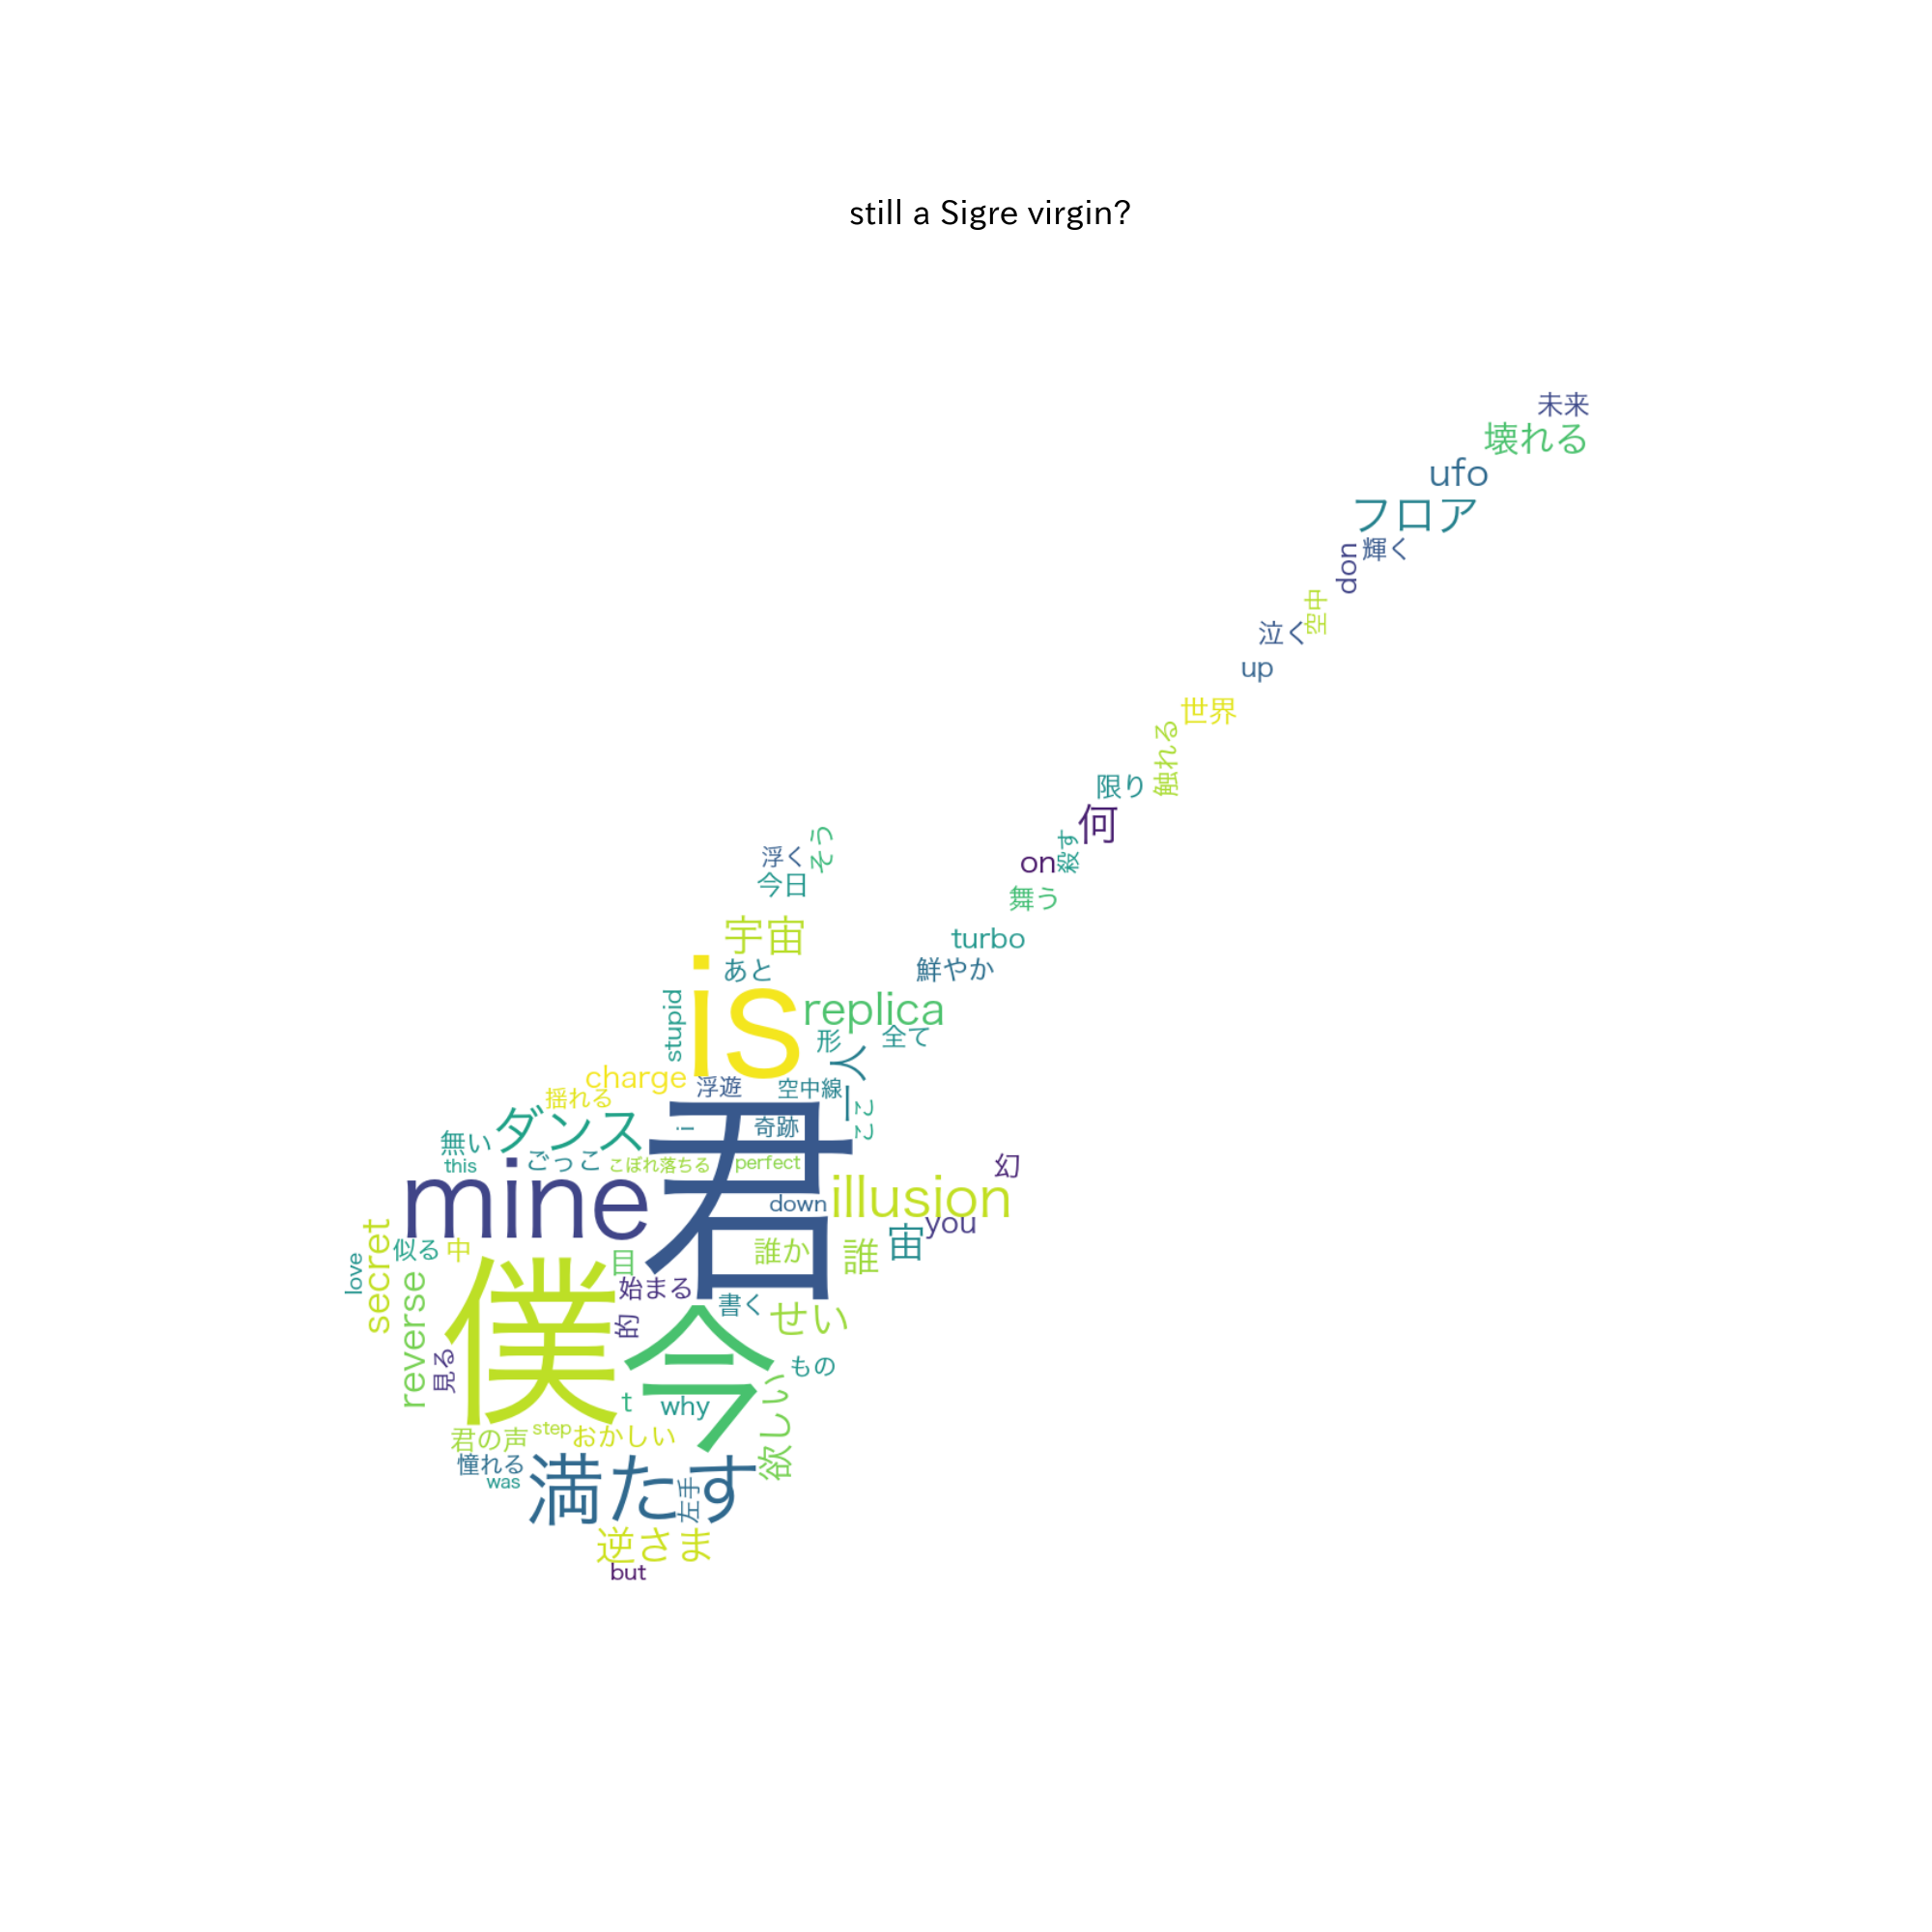 still a Sigre virgin?
未来
壊れる
ufo
フロア
輝く
don
空中
泣く
up
世界
触れる
限り
何
殺す
on
舞う
turbo
鮮やか
そう
浮く
今日
宇宙
あと
is
stupid
replica
形
全て
人
charge
浮遊
空中線
揺れる
ダンス
君
奇跡
ここ
無い
this
ごっこ
こぼれ落ちる
perfect
mine
down
illusion
幻
you
secret
love
似る
中
目
誰か
誰
宙
僕
始まる
書く
せい
reverse
的
今
見る
もの
t
why
欲しい
君の声
step
おかしい
憧れる
was
満たす
左手
逆さま
but